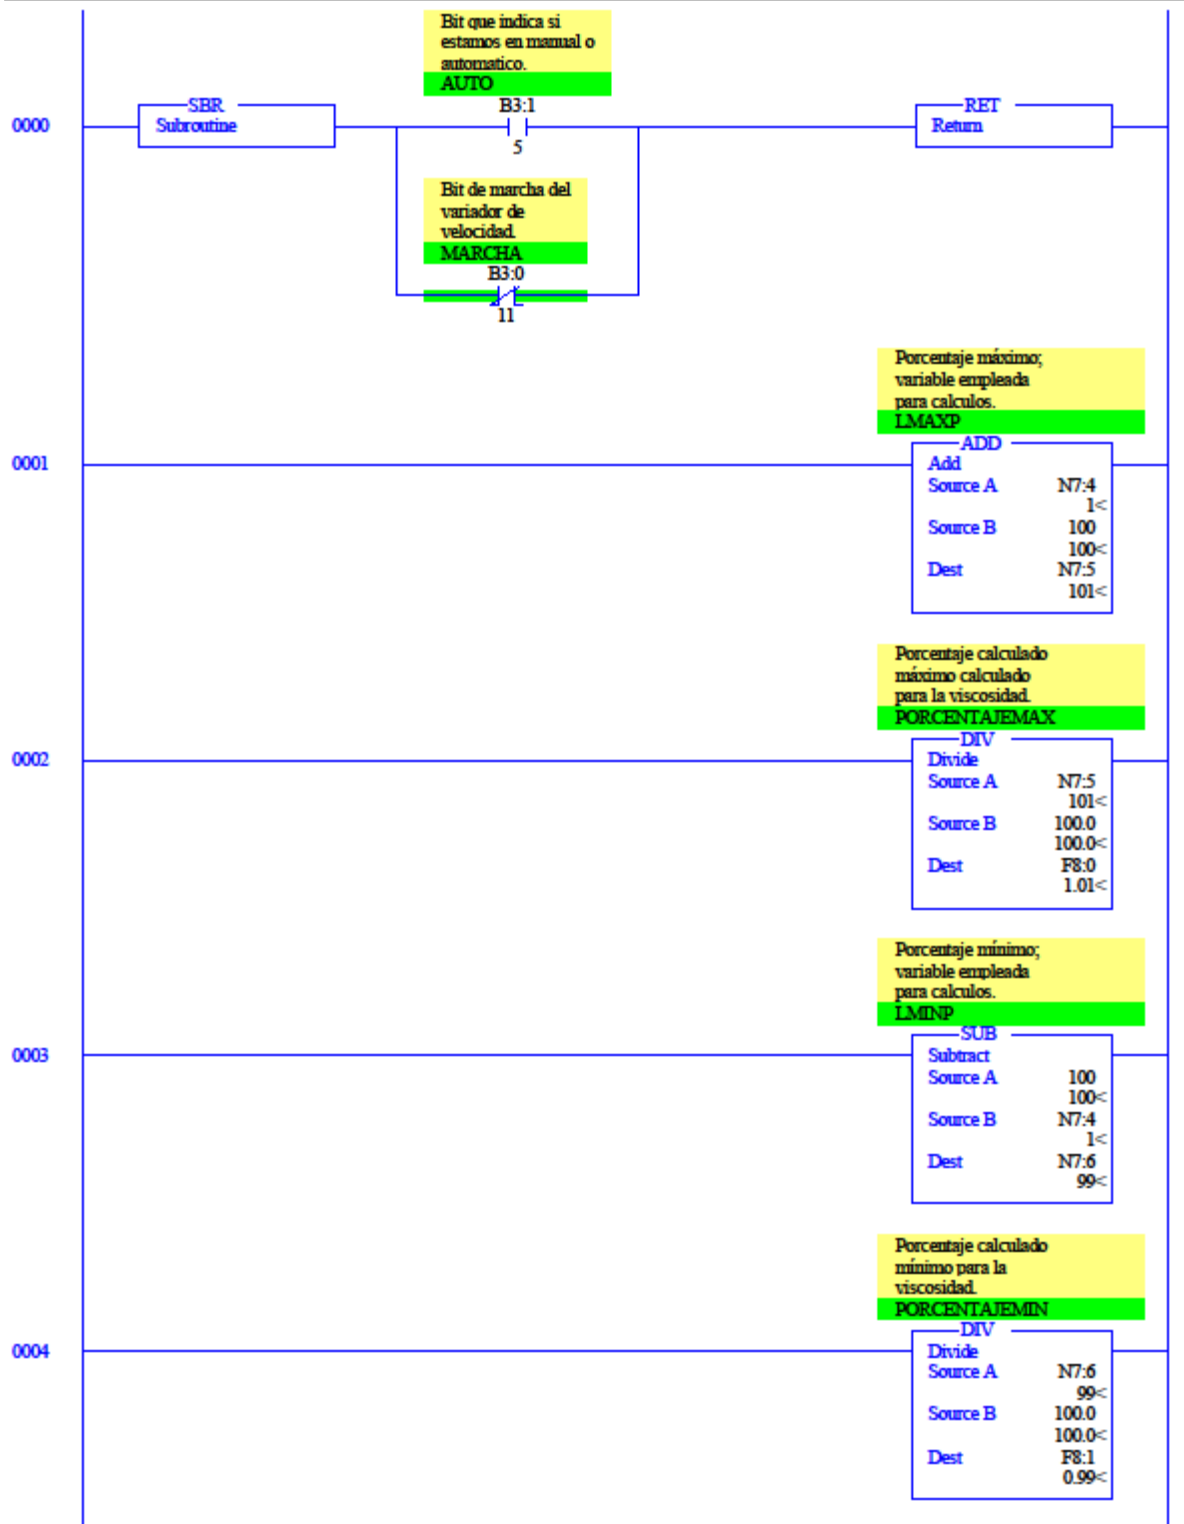 Bit que indica si
estamos en manual o
automatico.
AUTO
B3:1
5
0000
SBR
Subroutine
RET
Return
Bit de marcha del
variador de
velocidad.
MARCHA
B3:0
11
Porcentaje máximo;
variable empleada
para calculos.
LMAXP
0001
ADD
Add
Source A N7:4
1<
Source B 100
100<
Dest N7:5
101<
Porcentaje calculado
máximo calculado
para la viscosidad.
PORCENTAJEMAX
0002
DIV
Divide
Source A N7:5
101<
Source B 100.0
100.0<
Dest F8:0
1.01<
Porcentaje mínimo;
variable empleada
para calculos.
LMINP
0003
SUB
Subtract
Source A 100
100<
Source B N7:4
1<
Dest N7:6
99<
Porcentaje calculado
mínimo para la
viscosidad.
PORCENTAJEMIN
0004
DIV
Divide
Source A N7:6
99<
Source B 100.0
100.0<
Dest F8:1
0.99<